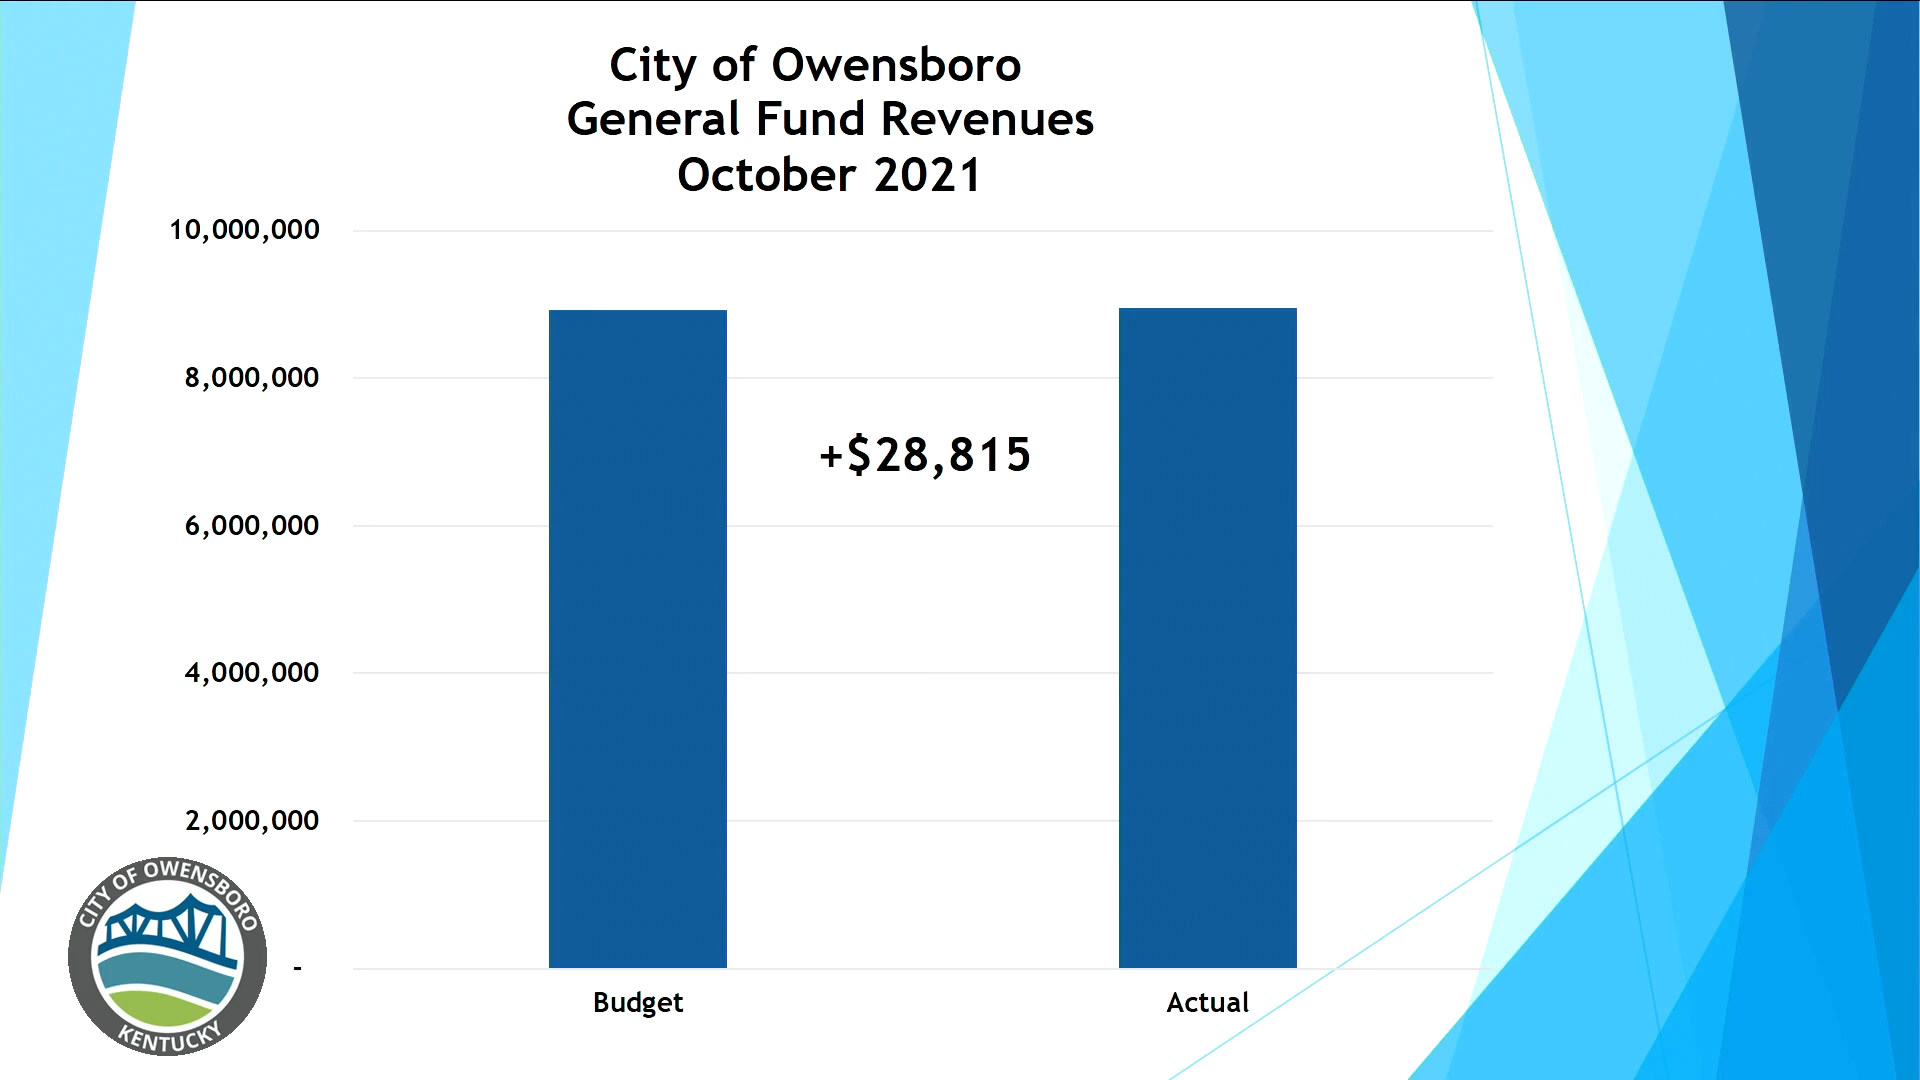 City of Owensboro
General Fund Revenues
October 2021
10,000,000
8,000,000
6,000,000
4,000,000
2,000,000
-
+$28,815
Budget
Actual
CITY OF OWENSBORO
KENTUCKY